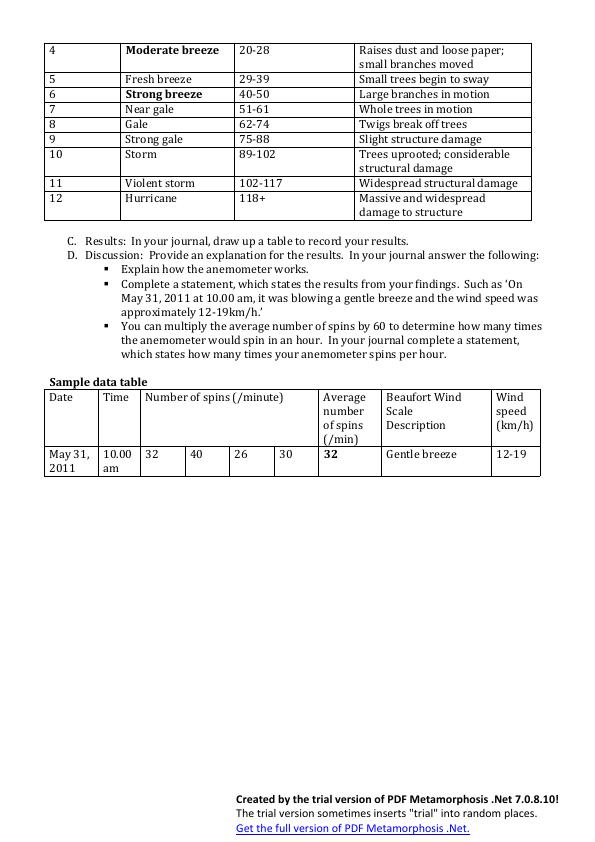 4 Moderate breeze 20-28 Raises dust and loose paper;
small branches moved
5 Fresh breeze 29-39 Small trees begin to sway
6 Strong breeze 40-50 Large branches in motion
7 Near gale 51-61 Whole trees in motion
8 Gale 62-74 Twigs break off trees
9 Strong gale 75-88 Slight structure damage
10 Storm 89-102 Trees uprooted; considerable
structural damage
11 Violent storm 102-117 Widespread structural damage
12 Hurricane 118+ Massive and widespread
damage to structure
C. Results: In your journal, draw up a table to record your results.
D. Discussion: Provide an explanation for the results. In your journal answer the following:
▪ Explain how the anemometer works.
▪ Complete a statement, which states the results from your findings. Such as ‘On
May 31, 2011 at 10.00 am, it was blowing a gentle breeze and the wind speed was
approximately 12-19km/h.’
▪ You can multiply the average number of spins by 60 to determine how many times
the anemometer would spin in an hour. In your journal complete a statement,
which states how many times your anemometer spins per hour.
Sample data table
Date Time Number of spins (/minute) Average Beaufort Wind Wind
number Scale speed
of spins Description (km/h)
(/min)
May 31, 10.00 32 40 26 30 32 Gentle breeze 12-19
2011 am
Created by the trial version of PDF Metamorphosis .Net 7.0.8.10!
The trial version sometimes inserts "trial" into random places.
Get the full version of PDF Metamorphosis .Net.